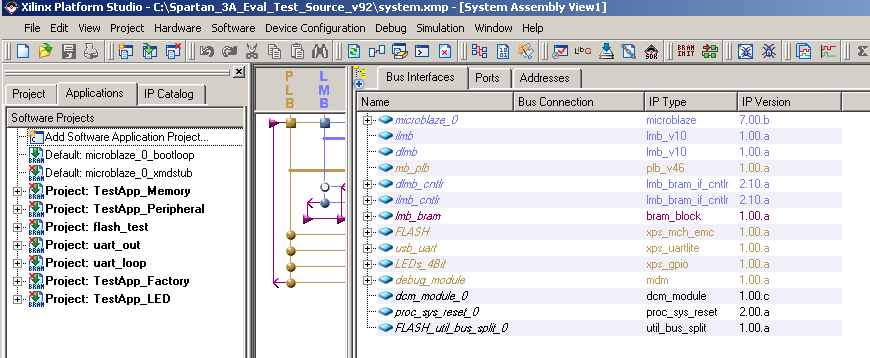 Xilinx Platform Studio - C:\Spartan_3A_Eval_Test_Source_v92\system.xmp - [System Assembly View1]
File Edit View Project Hardware Software Device Configuration Debug Simulation Window Help
LibG SDK BRAM INIT
Project Applications IP Catalog
Software Projects
Add Software Application Project...
Default: microblaze_0_bootloop
Default: microblaze_0_xmdstub
Project: TestApp_Memory
Project: TestApp_Peripheral
Project: flash_test
Project: uart_out
Project: uart_loop
Project: TestApp_Factory
Project: TestApp_LED
PLB LMB
Bus Interfaces Ports Addresses
Name Bus Connection IP Type IP Version
microblaze_0 microblaze 7.00.b
ilmb lmb_v10 1.00.a
dlmb lmb_v10 1.00.a
mb_plb plb_v46 1.00.a
dlmb_cntlr lmb_bram_if_cntlr 2.10.a
ilmb_cntlr lmb_bram_if_cntlr 2.10.a
lmb_bram bram_block 1.00.a
FLASH xps_mch_emc 1.00.a
usb_uart xps_uartlite 1.00.a
LEDs_4Bit xps_gpio 1.00.a
debug_module mdm 1.00.a
dcm_module_0 dcm_module 1.00.c
proc_sys_reset_0 proc_sys_reset 2.00.a
FLASH_util_bus_split_0 util_bus_split 1.00.a